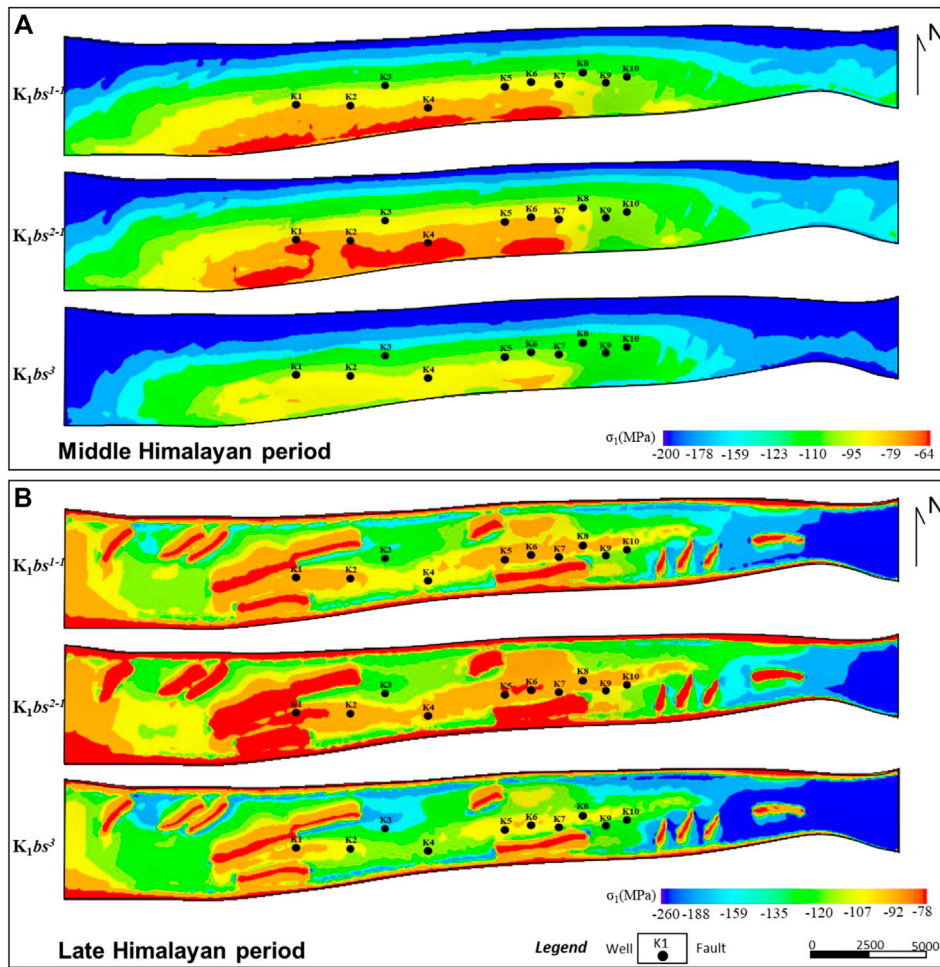 A
N
K₁bs¹⁻¹
K1 K2 K3 K4 K5 K6 K7 K8 K9 K10
K₁bs²⁻¹
K1 K2 K3 K4 K5 K6 K7 K8 K9 K10
K₁bs³
K1 K2 K3 K4 K5 K6 K7 K8 K9 K10
Middle Himalayan period
σ₁(MPa)
-200 -178 -159 -123 -110 -95 -79 -64
B
N
K₁bs¹⁻¹
K1 K2 K3 K4 K5 K6 K7 K8 K9 K10
K₁bs²⁻¹
K1 K2 K3 K4 K5 K6 K7 K8 K9 K10
K₁bs³
K1 K2 K3 K4 K5 K6 K7 K8 K9 K10
σ₁(MPa)
-260 -188 -159 -135 -120 -107 -92 -78
Late Himalayan period
Legend Well K1 Fault
0 2500 5000